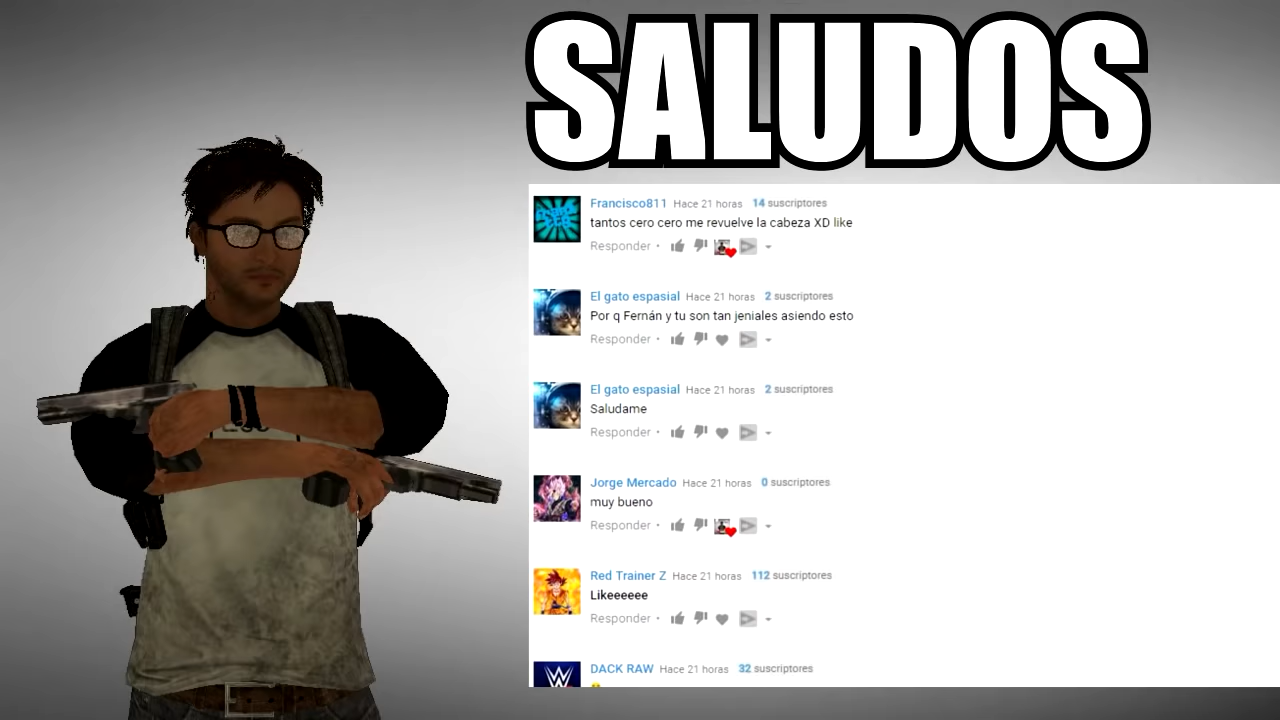 SALUDOS
Francisco811 Hace 21 horas 14 suscriptores
tantos cero cero me revuelve la cabeza XD like
Responder •
El gato espasial Hace 21 horas 2 suscriptores
Por q Fernán y tu son tan jeniales asiendo esto
Responder •
El gato espasial Hace 21 horas 2 suscriptores
Saludame
Responder •
Jorge Mercado Hace 21 horas 0 suscriptores
muy bueno
Responder •
Red Trainer Z Hace 21 horas 112 suscriptores
Likeeeeee
Responder •
DACK RAW Hace 21 horas 32 suscriptores